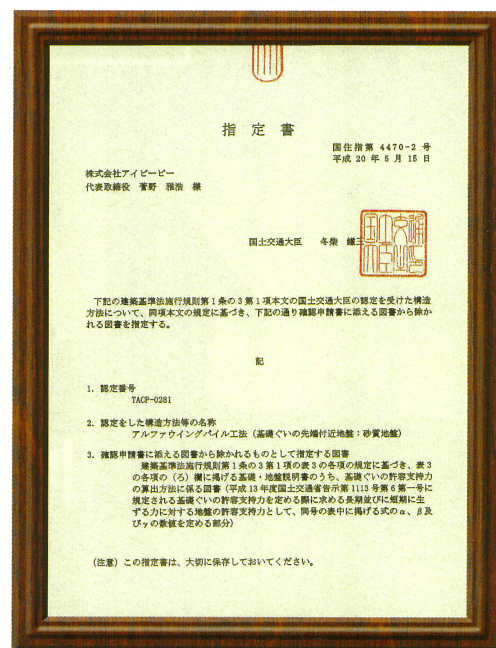 指 定 書
国住指第 4470-2 号
平成 20 年 5 月 15 日
株式会社アイビーピー
代表取締役 菅野 雅浩 様
国土交通大臣 冬柴 鐵三
下記の建築基準法施行規則第1条の3第1項本文の国土交通大臣の認定を受けた構造
方法について、同項本文の規定に基づき、下記の通り確認申請書に添える図書から除か
れる図書を指定する。
記
1. 認定番号
TACP-0281
2. 認定をした構造方法等の名称
アルファウイングパイル工法（基礎ぐいの先端付近地盤：砂質地盤）
3. 確認申請書に添える図書から除かれるものとして指定する図書
建築基準法施行規則第1条の3第1項の表3の各項の規定に基づき、表3
の各項の（ろ）欄に掲げる基礎・地盤説明書のうち、基礎ぐいの許容支持力
の算出方法に係る図書（平成13年度国土交通省告示第1113号第6第一号に
規定される基礎ぐいの許容支持力を定める際に求める長期並びに短期に生
ずる力に対する地盤の許容支持力として、同号の表中に掲げる式のα、β及
びγの数値を定める部分）
（注意）この指定書は、大切に保存しておいてください。